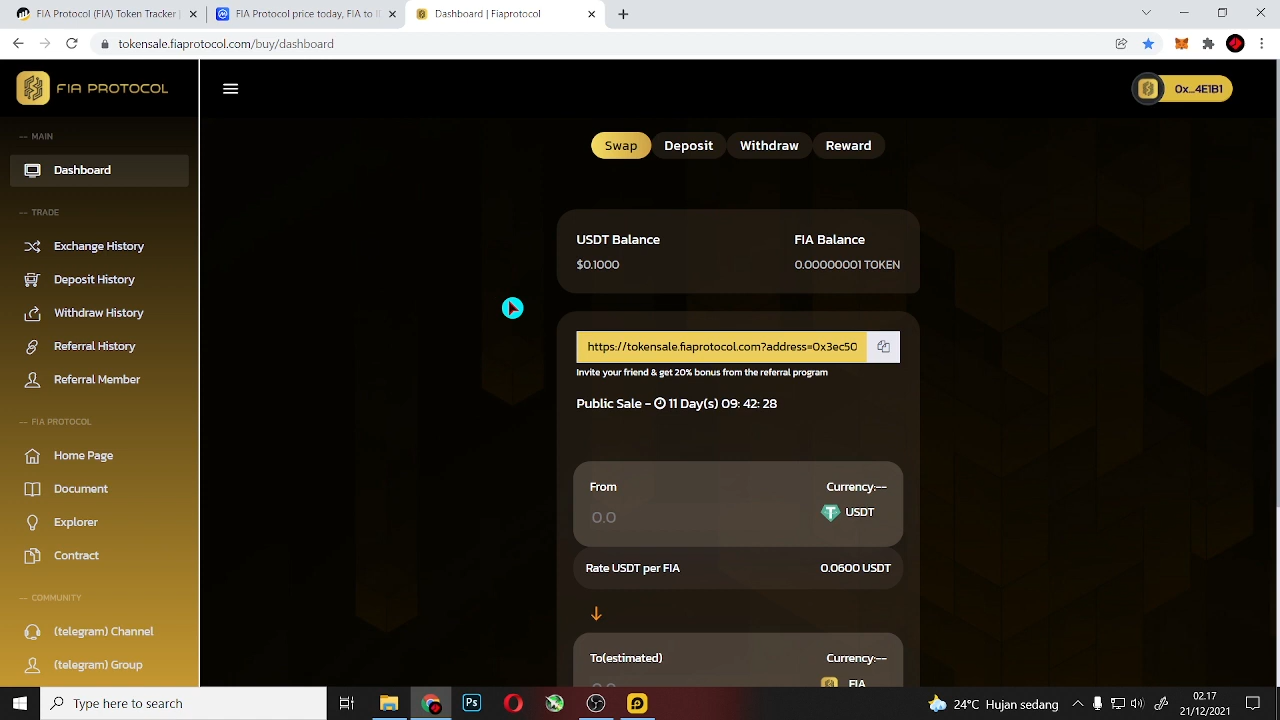 FIA Protocol (FIA) Token Tracker
FIA Protocol price today, FIA to
Dashboard | Fiaprotocol
tokensale.fiaprotocol.com/buy/dashboard
FIA PROTOCOL
0x...4E1B1
-- MAIN
Dashboard
-- TRADE
Exchange History
Deposit History
Withdraw History
Referral History
Referral Member
-- FIA PROTOCOL
Home Page
Document
Explorer
Contract
-- COMMUNITY
(telegram) Channel
(telegram) Group
Swap
Deposit
Withdraw
Reward
USDT Balance
FIA Balance
$0.1000
0.00000001 TOKEN
https://tokensale.fiaprotocol.com?address=0x3ec50
Invite your friend & get 20% bonus from the referral program
Public Sale - 11 Day(s) 09: 42: 28
From
Currency:--
0.0
USDT
Rate USDT per FIA
0.0600 USDT
To(estimated)
Currency:--
0.0
FIA
Type here to search
Ps
24°C Hujan sedang
02.17
21/12/2021